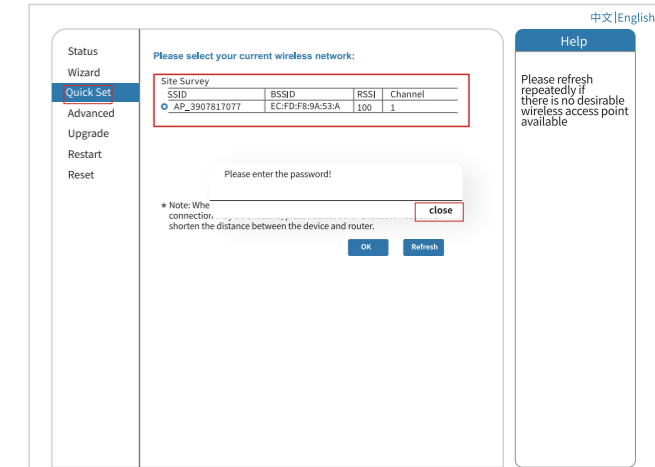 中文|English
Status
Wizard
Quick Set
Advanced
Upgrade
Restart
Reset
Please select your current wireless network:
Site Survey
SSID BSSID RSSI Channel
AP_3907817077 EC:FD:F8:9A:53:A 100 1
Please enter the password!
close
* Note: Whe
connection
shorten the distance between the device and router.
OK Refresh
Help
Please refresh
repeatedly if
there is no desirable
wireless access point
available